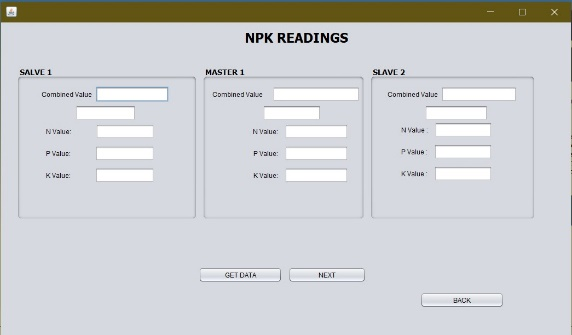 NPK READINGS
SALVE 1
Combined Value
N Value:
P Value:
K Value:
MASTER 1
Combined Value
N Value:
P Value:
K Value:
SLAVE 2
Combined Value
N Value :
P Value :
K Value :
GET DATA
NEXT
BACK